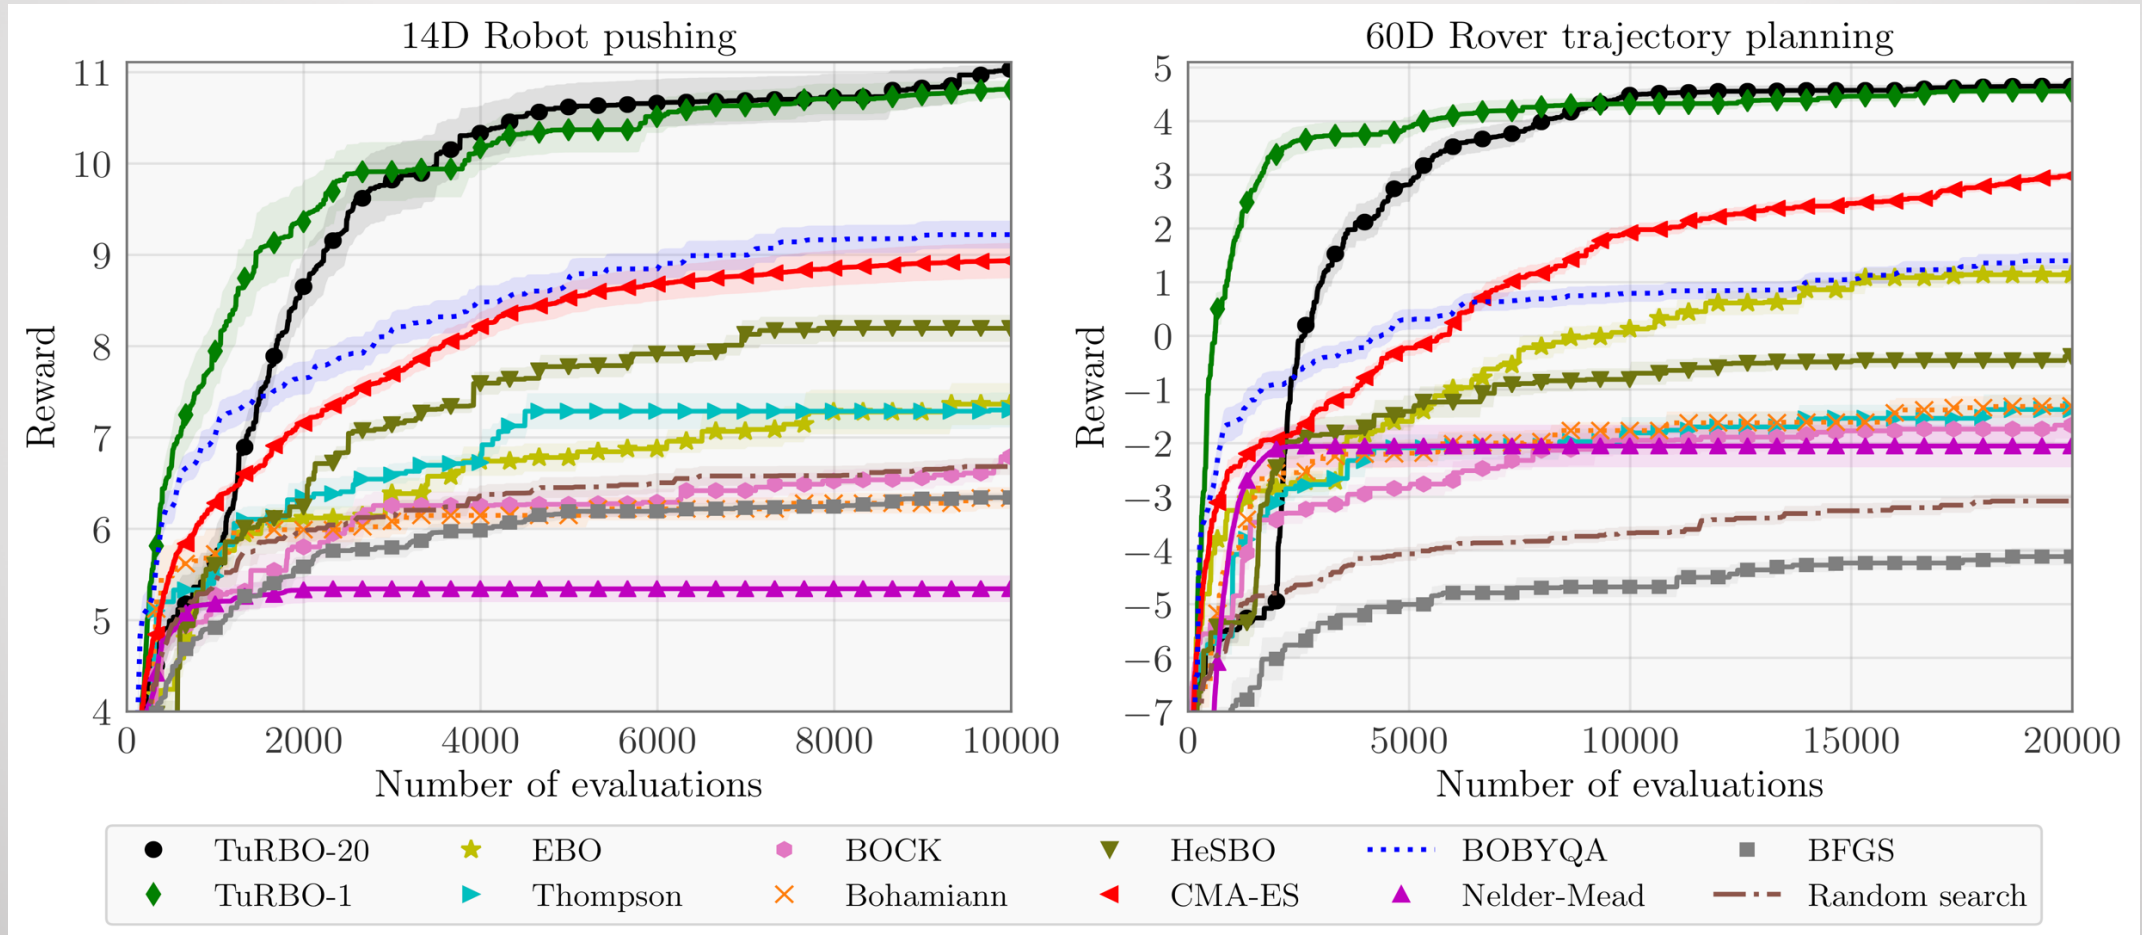 14D Robot pushing
11
10
9
8
7
6
5
4
0
2000
4000
6000
8000
10000
Reward
Number of evaluations
60D Rover trajectory planning
5
4
3
2
1
0
−1
−2
−3
−4
−5
−6
−7
0
5000
10000
15000
20000
Reward
Number of evaluations
TuRBO-20
EBO
BOCK
HeSBO
BOBYQA
BFGS
TuRBO-1
Thompson
Bohamiann
CMA-ES
Nelder-Mead
Random search